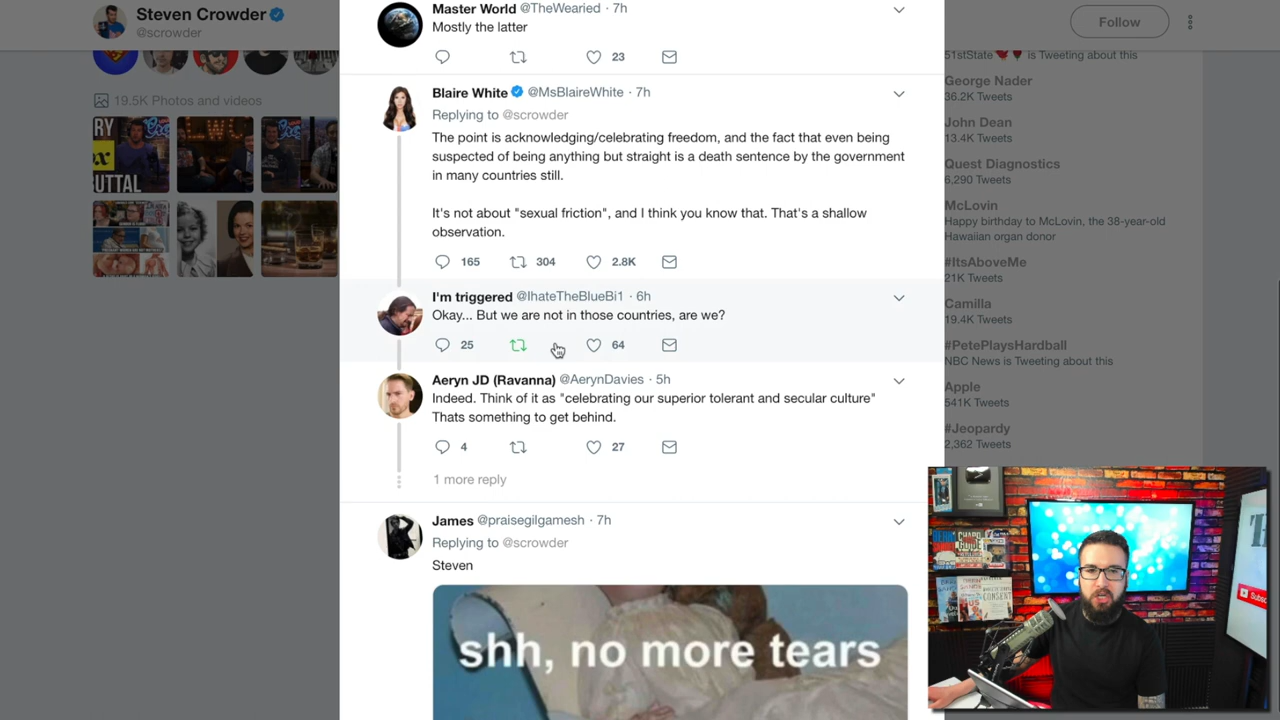 Steven Crowder
@scrowder
Follow
19.5K Photos and videos
Master World @TheWearied · 7h
Mostly the latter
23
Blaire White @MsBlaireWhite · 7h
Replying to @scrowder
The point is acknowledging/celebrating freedom, and the fact that even being
suspected of being anything but straight is a death sentence by the government
in many countries still.
It's not about "sexual friction", and I think you know that. That's a shallow
observation.
165 304 2.8K
I'm triggered @IhateTheBlueBi1 · 6h
Okay... But we are not in those countries, are we?
25 64
Aeryn JD (Ravanna) @AerynDavies · 5h
Indeed. Think of it as "celebrating our superior tolerant and secular culture"
Thats something to get behind.
4 27
1 more reply
James @praisegilgamesh · 7h
Replying to @scrowder
Steven
shh, no more tears
51stState is Tweeting about this
George Nader
36.2K Tweets
John Dean
13.4K Tweets
Quest Diagnostics
6,290 Tweets
McLovin
Happy birthday to McLovin, the 38-year-old
Hawaiian organ donor
#ItsAboveMe
21K Tweets
Camilla
19.4K Tweets
#PetePlaysHardball
NBC News is Tweeting about this
Apple
541K Tweets
#Jeopardy
2,362 Tweets
RY
UTTAL
CONSENT
Subsc